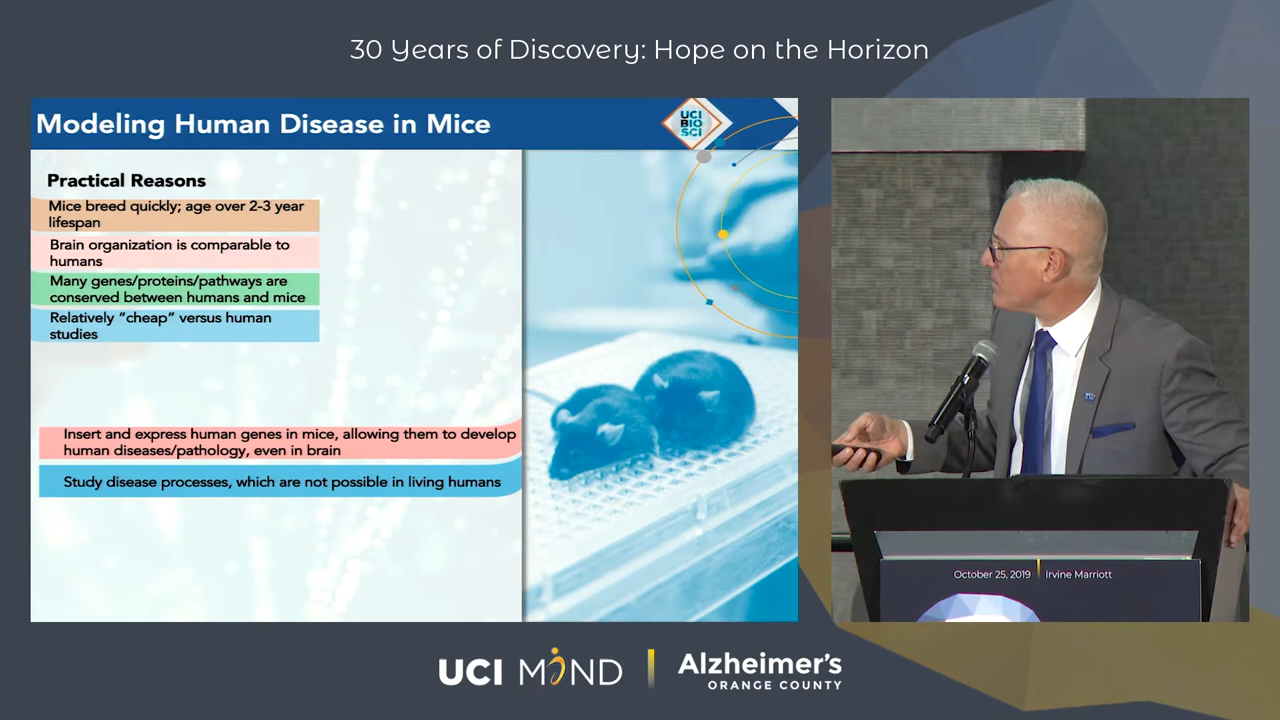 30 Years of Discovery: Hope on the Horizon
Modeling Human Disease in Mice
UCI
BIO
SCI
Practical Reasons
Mice breed quickly; age over 2-3 year
lifespan
Brain organization is comparable to
humans
Many genes/proteins/pathways are
conserved between humans and mice
Relatively “cheap” versus human
studies
Insert and express human genes in mice, allowing them to develop
human diseases/pathology, even in brain
Study disease processes, which are not possible in living humans
October 25, 2019 | Irvine Marriott
UCI MIND
Alzheimer's
ORANGE COUNTY